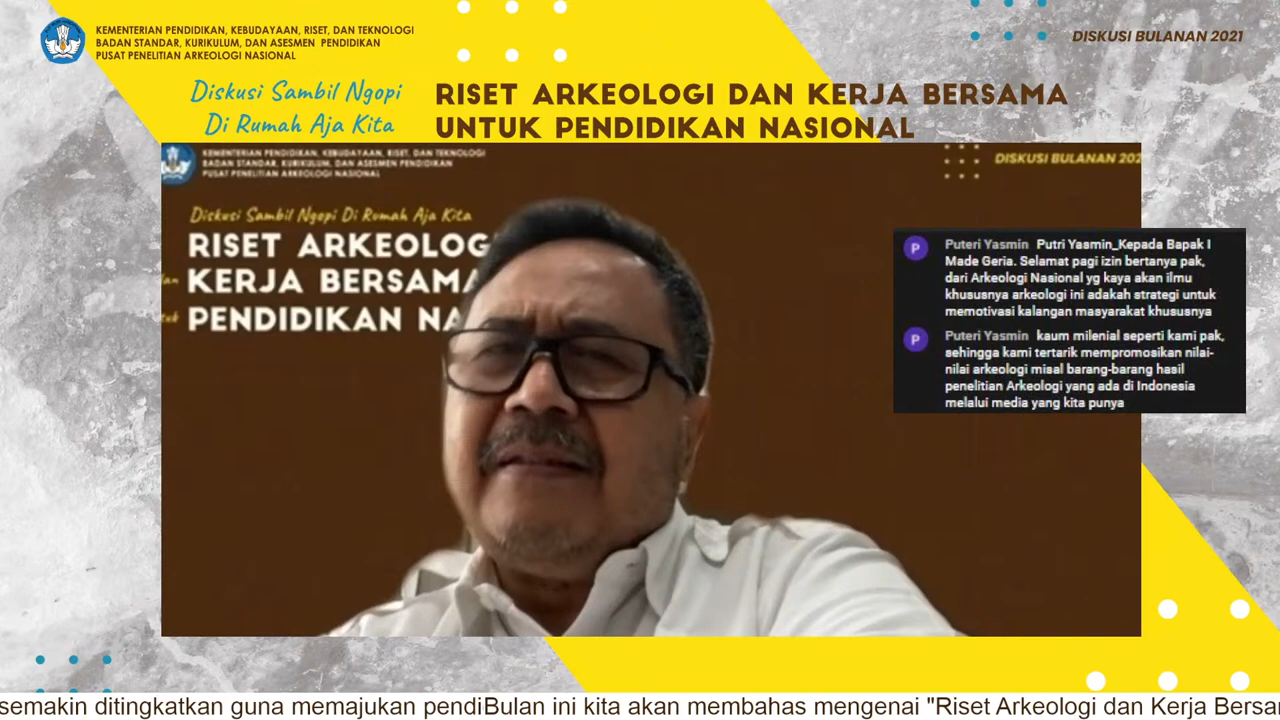 KEMENTERIAN PENDIDIKAN, KEBUDAYAAN, RISET, DAN TEKNOLOGI
BADAN STANDAR, KURIKULUM, DAN ASESMEN PENDIDIKAN
PUSAT PENELITIAN ARKEOLOGI NASIONAL
DISKUSI BULANAN 2021
Diskusi Sambil Ngopi
Di Rumah Aja Kita
RISET ARKEOLOGI DAN KERJA BERSAMA
UNTUK PENDIDIKAN NASIONAL
KEMENTERIAN PENDIDIKAN, KEBUDAYAAN, RISET, DAN TEKNOLOGI
BADAN STANDAR, KURIKULUM, DAN ASESMEN PENDIDIKAN
PUSAT PENELITIAN ARKEOLOGI NASIONAL
DISKUSI BULANAN 202
Diskusi Sambil Ngopi Di Rumah Aja Kita
RISET ARKEOLOG
KERJA BERSAMA
PENDIDIKAN NA
Puteri Yasmin Putri Yasmin_Kepada Bapak I
Made Geria. Selamat pagi izin bertanya pak,
dari Arkeologi Nasional yg kaya akan ilmu
khususnya arkeologi ini adakah strategi untuk
memotivasi kalangan masyarakat khususnya
Puteri Yasmin kaum milenial seperti kami pak,
sehingga kami tertarik mempromosikan nilai-
nilai arkeologi misal barang-barang hasil
penelitian Arkeologi yang ada di Indonesia
melalui media yang kita punya
semakin ditingkatkan guna memajukan pendiBulan ini kita akan membahas mengenai "Riset Arkeologi dan Kerja Bersa